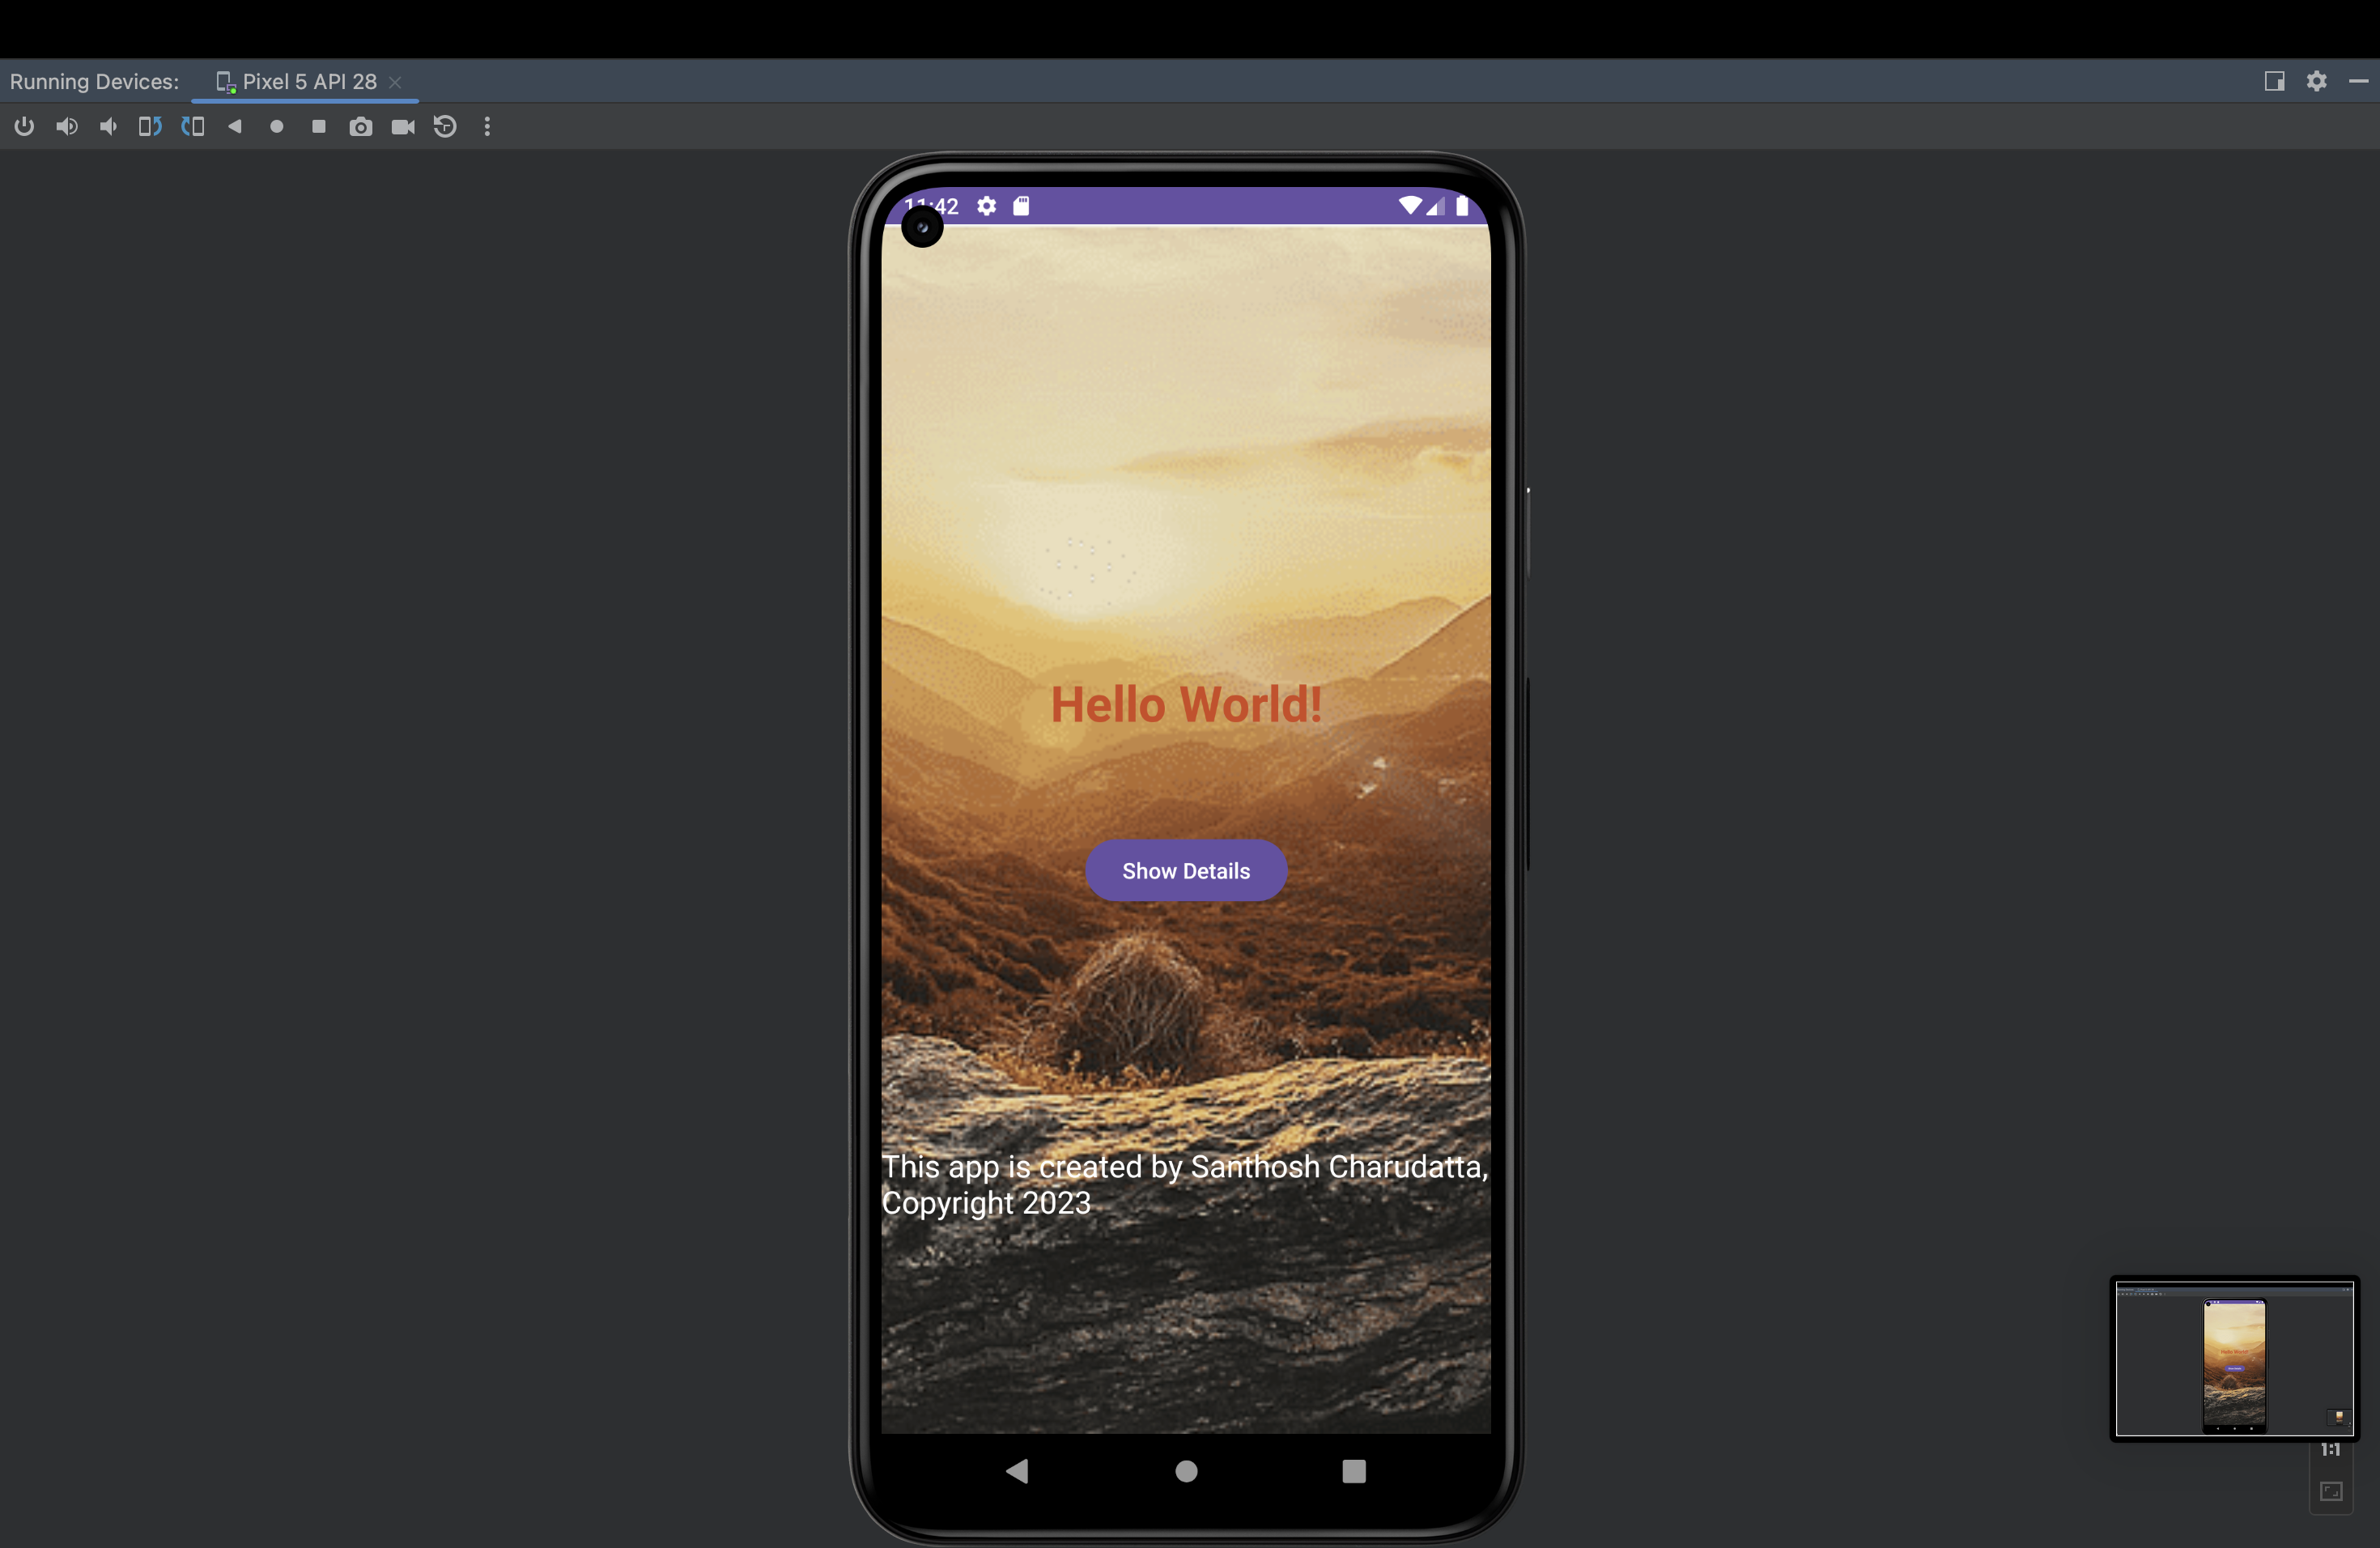 Running Devices: Pixel 5 API 28
11:42
Hello World!
Show Details
This app is created by Santhosh Charudatta,
Copyright 2023
1:1